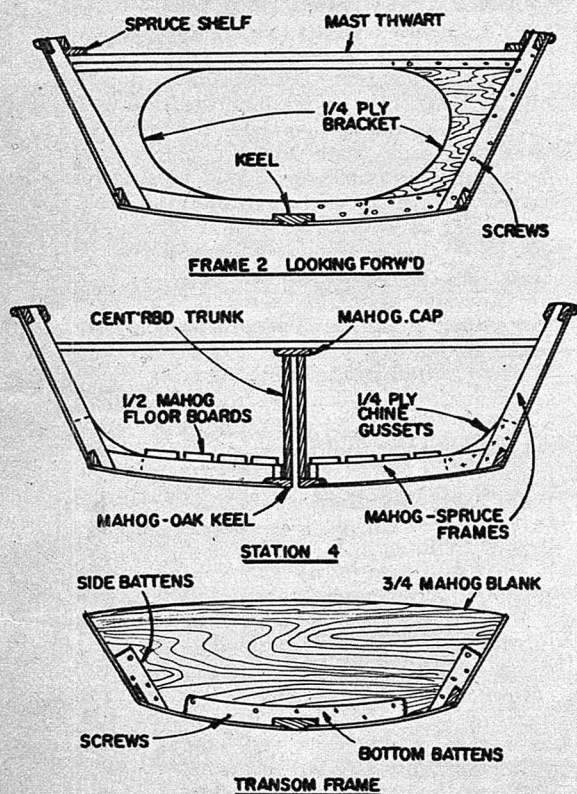 SPRUCE SHELF
MAST THWART
1/4 PLY
BRACKET
KEEL
SCREWS
FRAME 2 LOOKING FORW'D
CENT'RBD TRUNK
MAHOG. CAP
1/2 MAHOG
FLOOR BOARDS
1/4 PLY
CHINE
GUSSETS
MAHOG-OAK KEEL
MAHOG-SPRUCE
FRAMES
STATION 4
SIDE BATTENS
3/4 MAHOG BLANK
SCREWS
BOTTOM BATTENS
TRANSOM FRAME